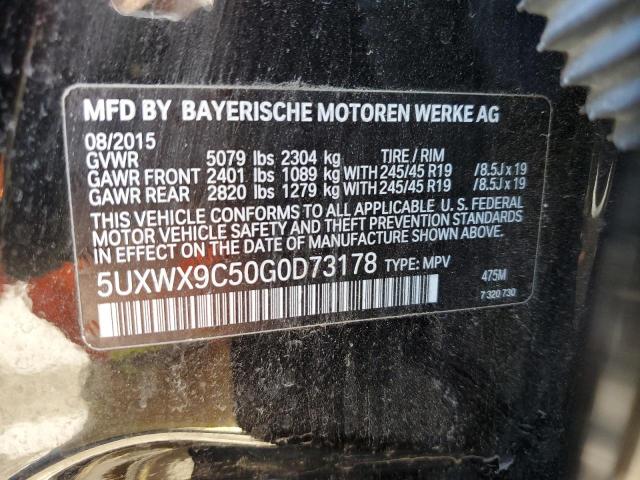 MFD BY BAYERISCHE MOTOREN WERKE AG
08/2015
GVWR 5079 lbs 2304 kg TIRE / RIM
GAWR FRONT 2401 lbs 1089 kg WITH 245/45 R19 /8.5J x 19
GAWR REAR 2820 lbs 1279 kg WITH 245/45 R19 /8.5J x 19
THIS VEHICLE CONFORMS TO ALL APPLICABLE U. S. FEDERAL
MOTOR VEHICLE SAFETY AND THEFT PREVENTION STANDARDS
IN EFFECT ON THE DATE OF MANUFACTURE SHOWN ABOVE.
5UXWX9C50G0D73178 TYPE: MPV 475M
7 320 730